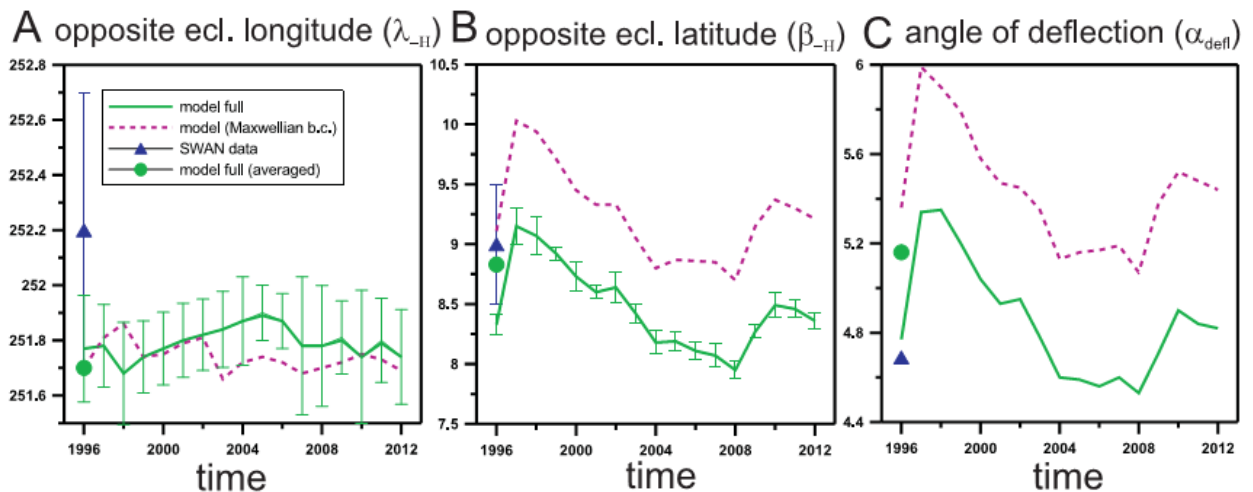 A opposite ecl. longitude (λ₋H)
252.8
252.6
252.4
252.2
252
251.8
251.6
model full
model (Maxwellian b.c.)
SWAN data
model full (averaged)
1996 2000 2004 2008 2012
time
B opposite ecl. latitude (β₋H)
10.5
10
9.5
9
8.5
8
7.5
1996 2000 2004 2008 2012
time
C angle of deflection (αdefl)
6
5.6
5.2
4.8
4.4
1996 2000 2004 2008 2012
time